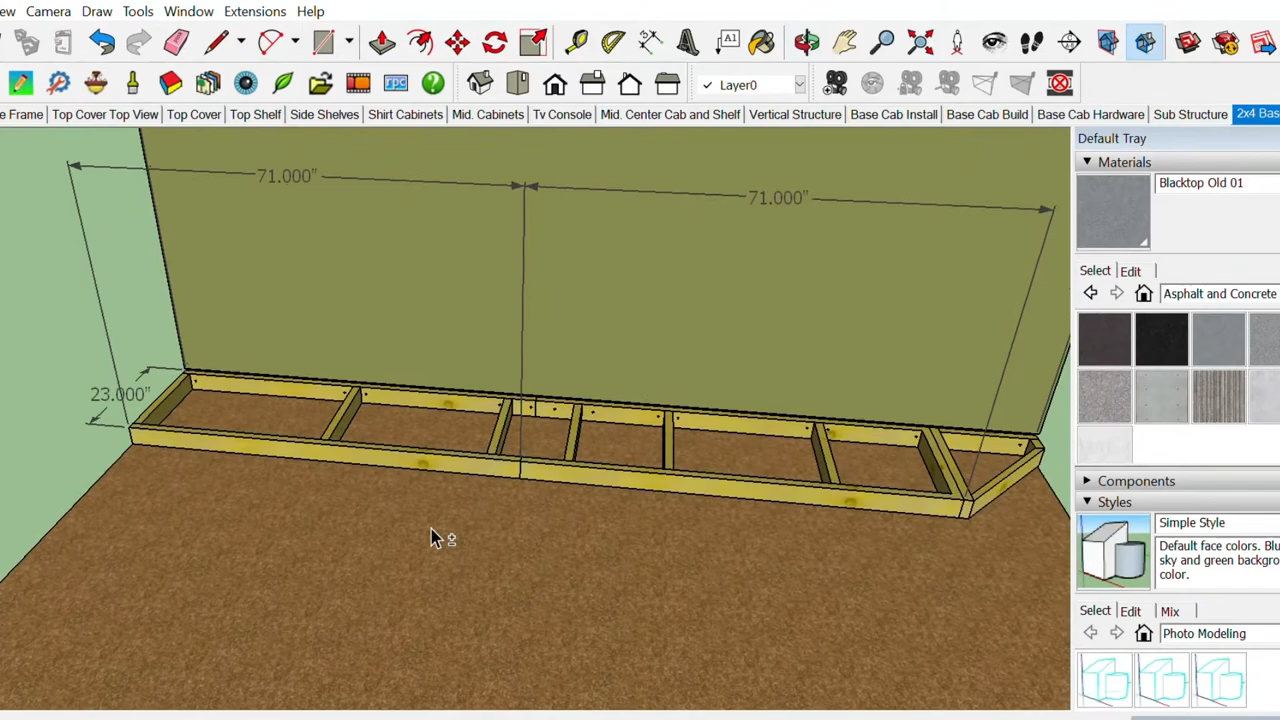 ew Camera Draw Tools Window Extensions Help
A1
rpc
✓ Layer0
e Frame Top Cover Top View Top Cover Top Shelf Side Shelves Shirt Cabinets Mid. Cabinets Tv Console Mid. Center Cab and Shelf Vertical Structure Base Cab Install Base Cab Build Base Cab Hardware Sub Structure 2x4 Bas
Default Tray
Materials
Blacktop Old 01
Select Edit
Asphalt and Concrete
Components
Styles
Simple Style
Default face colors. Blu
sky and green backgro
color.
Select Edit Mix
Photo Modeling
71.000"
71.000"
23.000"